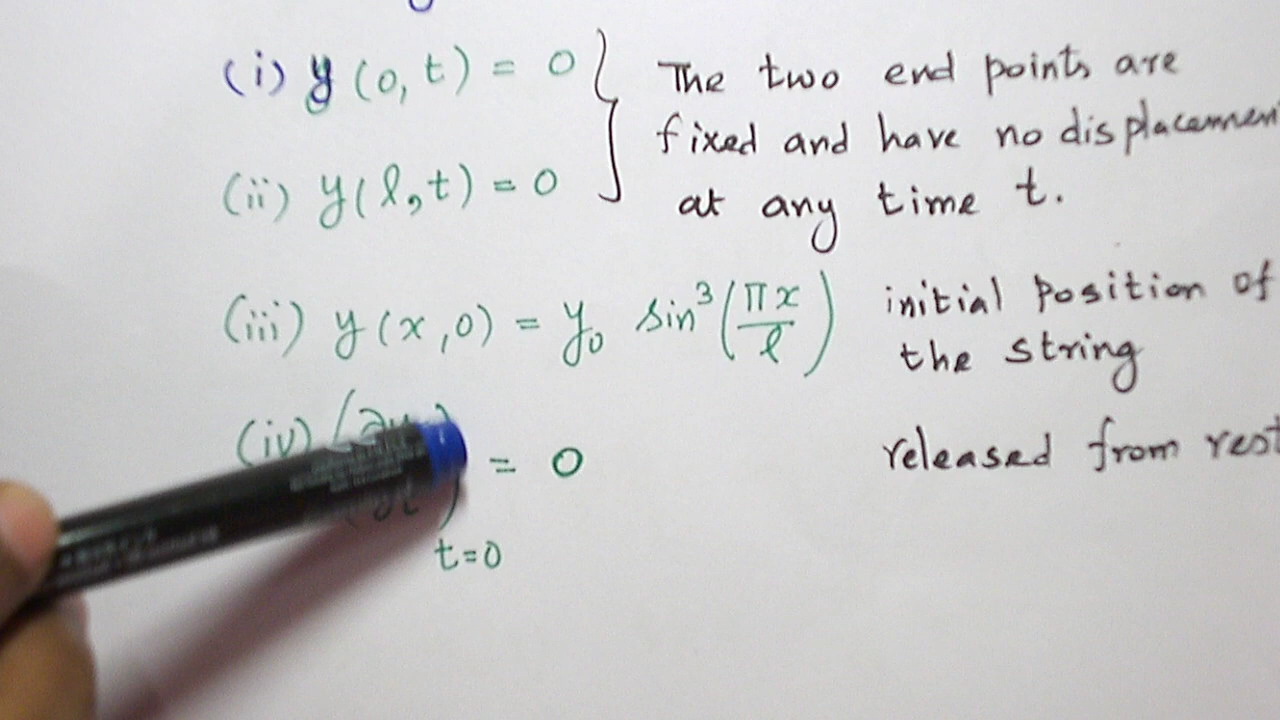 (i) y(0, t) = 0 } The two end points are
fixed and have no displacemen
(ii) y(l, t) = 0
at any time t.
(iii) y(x, 0) = y₀ sin³(πx/l) initial position of
the string
(iv) (∂y/∂t) = 0 released from rest
t=0